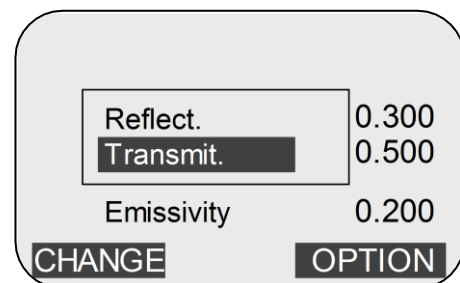 Reflect. 0.300
Transmit. 0.500
Emissivity 0.200
CHANGE OPTION